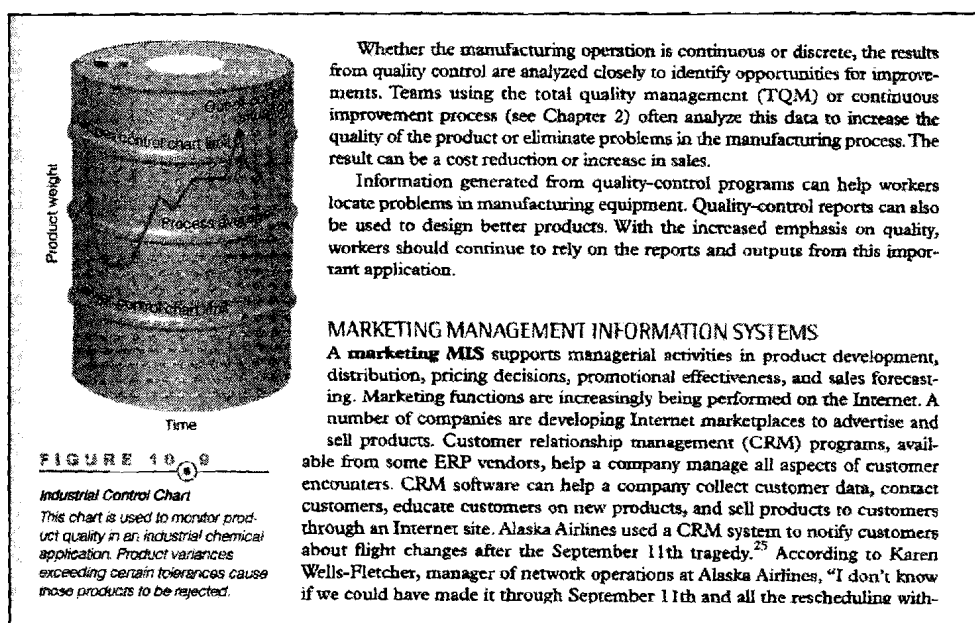 control chart limit
Product weight
Process
control chart limit
Time
FIGURE 10.9
Industrial Control Chart
This chart is used to monitor prod-
uct quality in an industrial chemical
application. Product variances
exceeding certain tolerances cause
those products to be rejected.
Whether the manufacturing operation is continuous or discrete, the results
from quality control are analyzed closely to identify opportunities for improve-
ments. Teams using the total quality management (TQM) or continuous
improvement process (see Chapter 2) often analyze this data to increase the
quality of the product or eliminate problems in the manufacturing process. The
result can be a cost reduction or increase in sales.
Information generated from quality-control programs can help workers
locate problems in manufacturing equipment. Quality-control reports can also
be used to design better products. With the increased emphasis on quality,
workers should continue to rely on the reports and outputs from this impor-
tant application.
MARKETING MANAGEMENT INFORMATION SYSTEMS
A marketing MIS supports managerial activities in product development,
distribution, pricing decisions, promotional effectiveness, and sales forecast-
ing. Marketing functions are increasingly being performed on the Internet. A
number of companies are developing Internet marketplaces to advertise and
sell products. Customer relationship management (CRM) programs, avail-
able from some ERP vendors, help a company manage all aspects of customer
encounters. CRM software can help a company collect customer data, contact
customers, educate customers on new products, and sell products to customers
through an Internet site. Alaska Airlines used a CRM system to notify customers
about flight changes after the September 11th tragedy.25 According to Karen
Wells-Fletcher, manager of network operations at Alaska Airlines, “I don't know
if we could have made it through September 11th and all the rescheduling with-